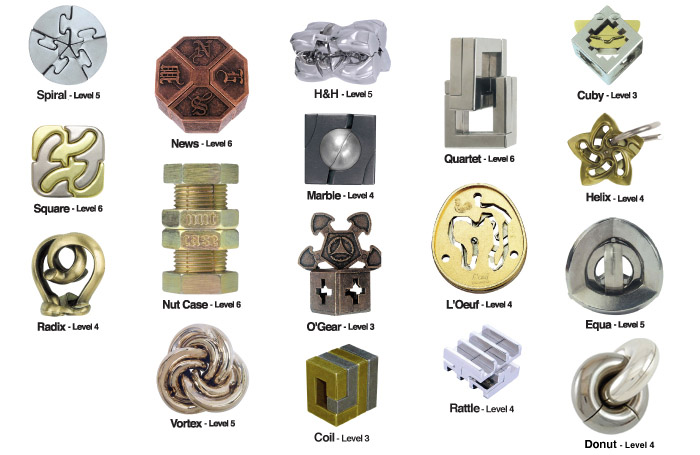 Spiral - Level 5
Square - Level 6
Radix - Level 4
N
W E
S
News - Level 6
NUT
CASE
Nut Case - Level 6
Vortex - Level 5
H&H - Level 5
Marble - Level 4
O'Gear - Level 3
Coil - Level 3
Quartet - Level 6
L'Oeuf - Level 4
Rattle - Level 4
Cuby - Level 3
Helix - Level 4
Equa - Level 5
Donut - Level 4